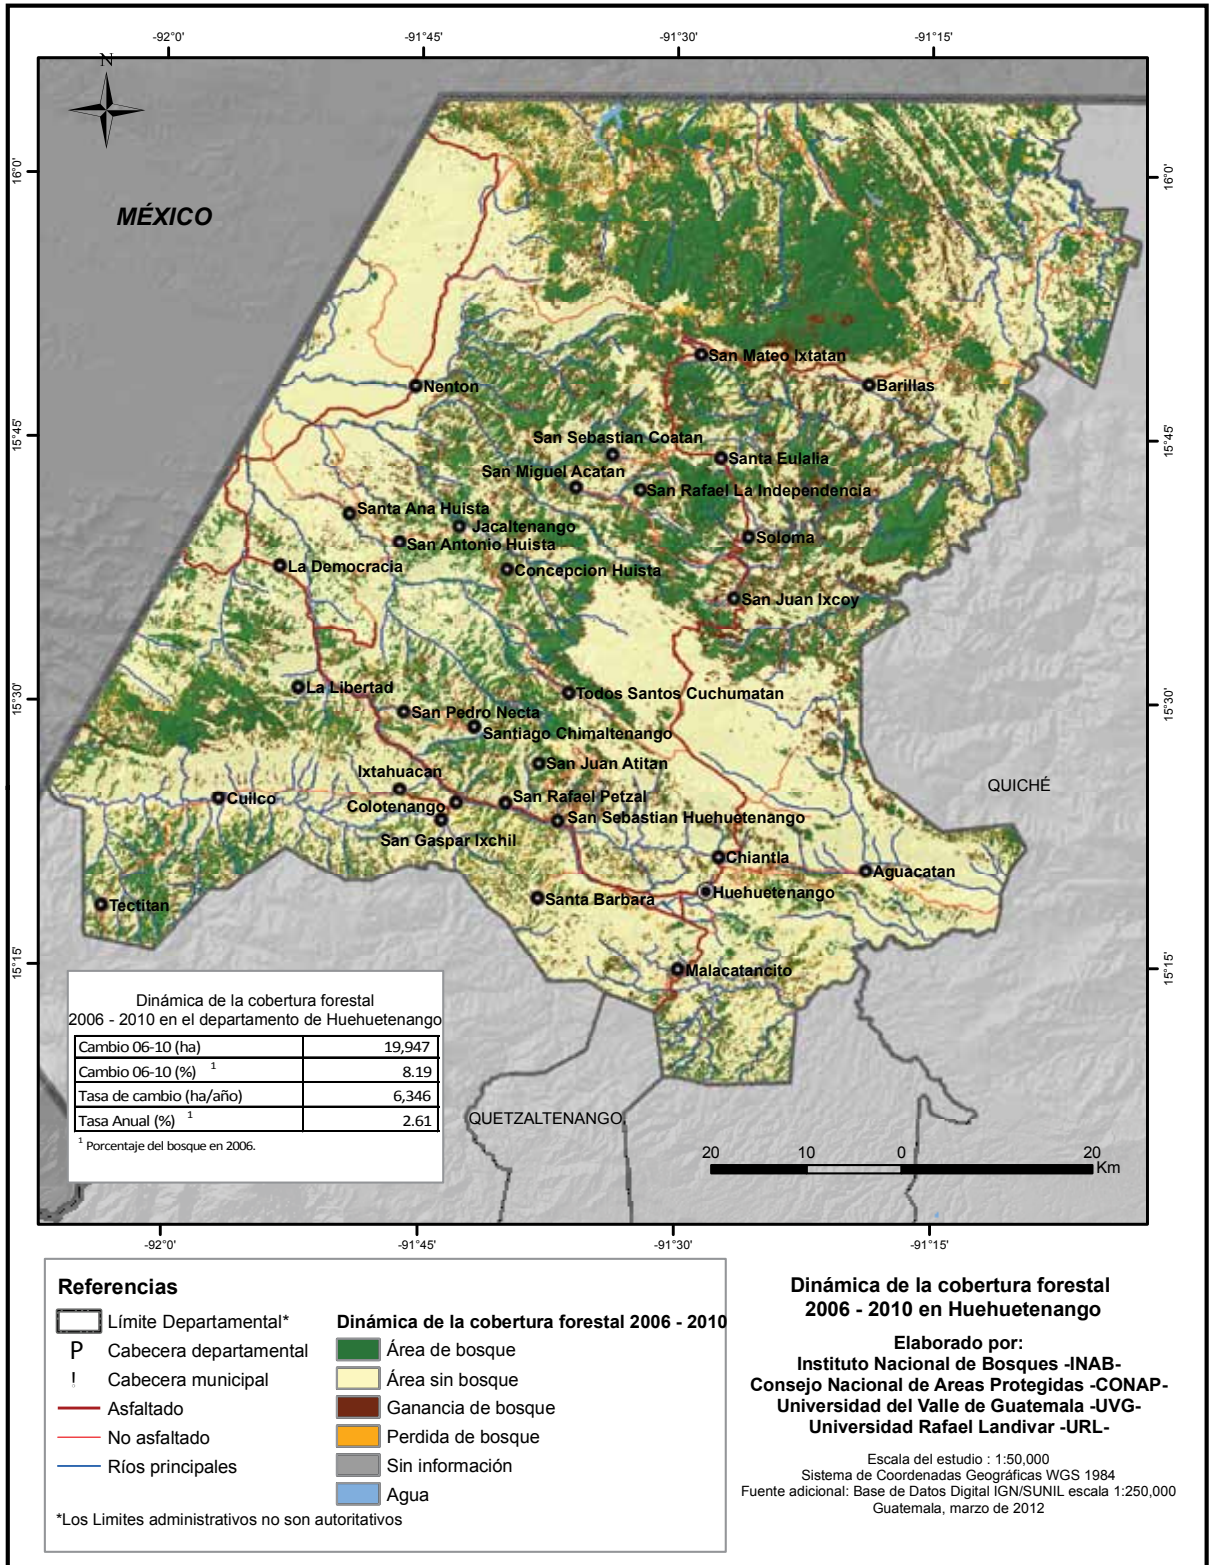 -92°0'
-91°45'
-91°30'
-91°15'
N
16°0'
16°0'
MÉXICO
San Mateo Ixtatan
Nenton
Barillas
15°45'
15°45'
San Sebastian Coatan
Santa Eulalia
San Miguel Acatan
San Rafael La Independencia
Santa Ana Huista
Jacaltenango
Soloma
San Antonio Huista
La Democracia
Concepcion Huista
San Juan Ixcoy
La Libertad
Todos Santos Cuchumatan
15°30'
15°30'
San Pedro Necta
Santiago Chimaltenango
San Juan Atitan
Ixtahuacan
QUICHÉ
Cuilco
Colotenango
San Rafael Petzal
San Sebastian Huehuetenango
San Gaspar Ixchil
Chiantla
Aguacatan
Huehuetenango
Santa Barbara
Tectitan
15°15'
15°15'
Malacatancito
Dinámica de la cobertura forestal
2006 - 2010 en el departamento de Huehuetenango
Cambio 06-10 (ha) 19,947
Cambio 06-10 (%) 1 8.19
Tasa de cambio (ha/año) 6,346
Tasa Anual (%) 1 2.61
1 Porcentaje del bosque en 2006.
QUETZALTENANGO
20 10 0 20
Km
-92°0'
-91°45'
-91°30'
-91°15'
Referencias
Límite Departamental*
P Cabecera departamental
! Cabecera municipal
Asfaltado
No asfaltado
Ríos principales
Dinámica de la cobertura forestal 2006 - 2010
Área de bosque
Área sin bosque
Ganancia de bosque
Perdida de bosque
Sin información
Agua
*Los Limites administrativos no son autoritativos
Dinámica de la cobertura forestal
2006 - 2010 en Huehuetenango
Elaborado por:
Instituto Nacional de Bosques -INAB-
Consejo Nacional de Areas Protegidas -CONAP-
Universidad del Valle de Guatemala -UVG-
Universidad Rafael Landivar -URL-
Escala del estudio : 1:50,000
Sistema de Coordenadas Geográficas WGS 1984
Fuente adicional: Base de Datos Digital IGN/SUNIL escala 1:250,000
Guatemala, marzo de 2012